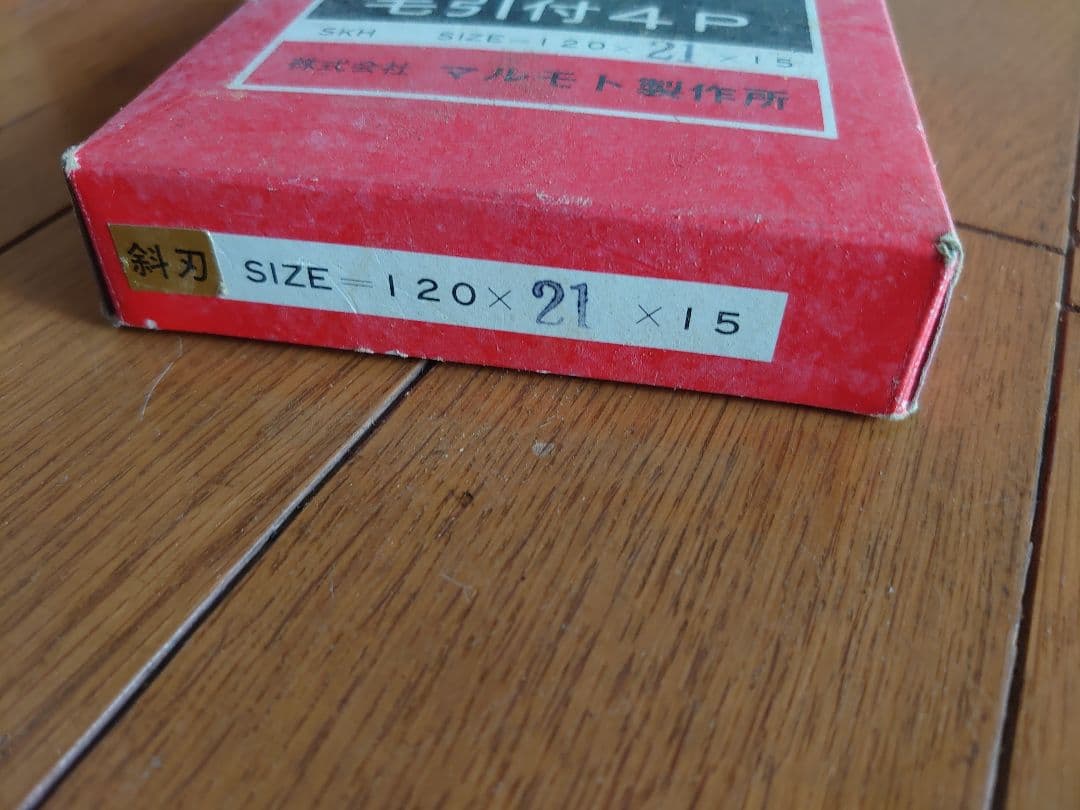 毛引付4P
SKH SIZE=120×21×15
株式会社 マルモト製作所
斜刃 SIZE=120×21×15